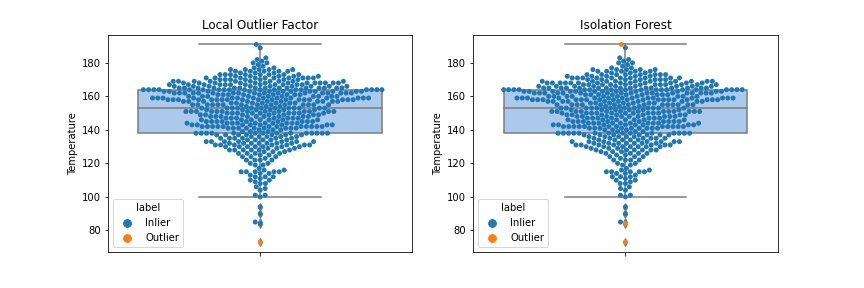 Local Outlier Factor
Temperature
180
160
140
120
100
80
label
Inlier
Outlier
Isolation Forest
Temperature
180
160
140
120
100
80
label
Inlier
Outlier